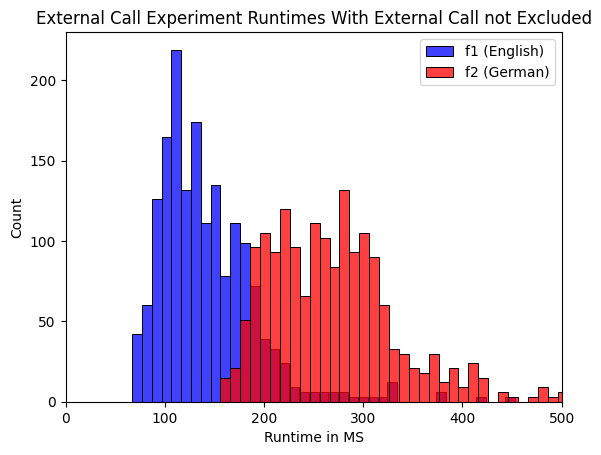 External Call Experiment Runtimes With External Call not Excluded
f1 (English)
f2 (German)
Count
200
150
100
50
0
0 100 200 300 400 500
Runtime in MS